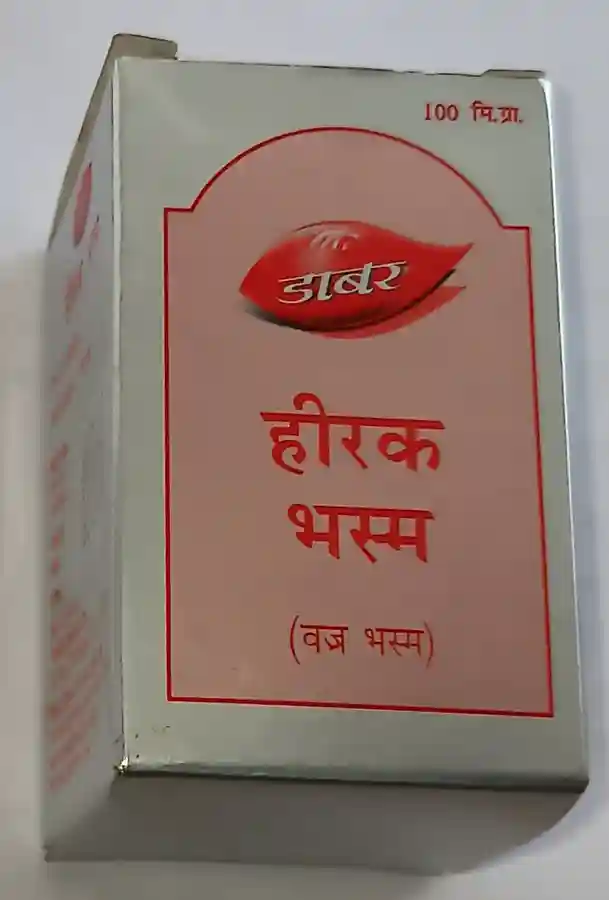 100 मि.ग्रा.
डाबर
हीरक
भस्म
(वज्र भस्म)